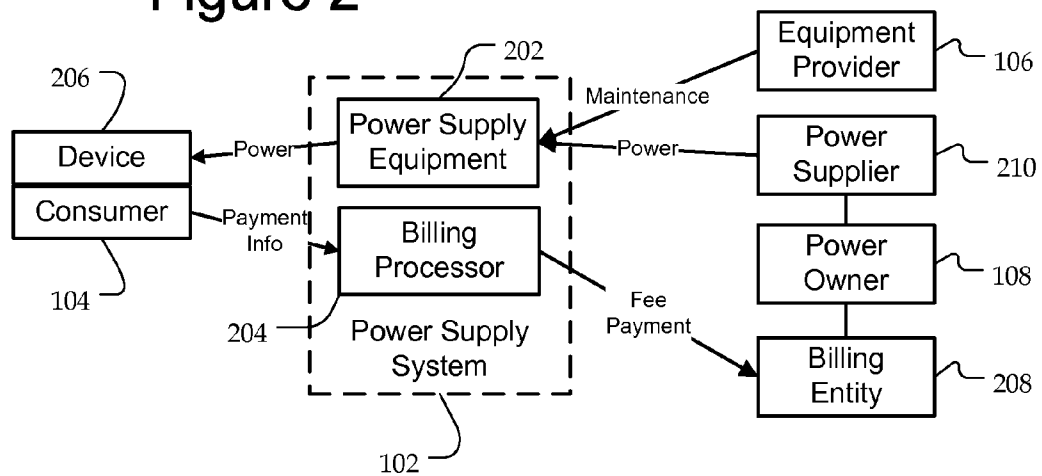 Figure 2
202
Equipment
Provider
106
206
Maintenance
Power Supply
Equipment
Device
Power
Power
Power
Supplier
210
Consumer
Payment
Info
Billing
Processor
Power
Owner
108
104
204
Fee
Payment
Power Supply
System
Billing
Entity
208
102